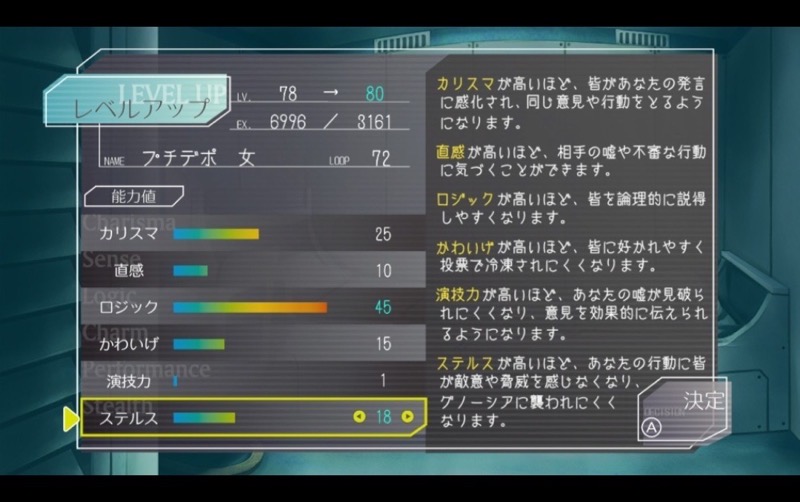 LEVEL UP
レベルアップ
LV. 78 → 80
EX. 6996 / 3161
NAME プチデポ 女 LOOP 72
能力値
Charisma
カリスマ 25
Sense
直感 10
Logic
ロジック 45
Charm
かわいげ 15
Performance
演技力 1
Stealth
ステルス 18
カリスマが高いほど、皆があなたの発言
に感化され、同じ意見や行動をとるよう
になります。
直感が高いほど、相手の嘘や不審な行動
に気づくことができます。
ロジックが高いほど、皆を論理的に説得
しやすくなります。
かわいげが高いほど、皆に好かれやすく
投票で冷凍されにくくなります。
演技力が高いほど、あなたの嘘が見破ら
れにくくなり、意見を効果的に伝えられ
るようになります。
ステルスが高いほど、あなたの行動に皆
が敵意や脅威を感じなくなり、
グノーシアに襲われにくく
なります。
決定
DECISION
A